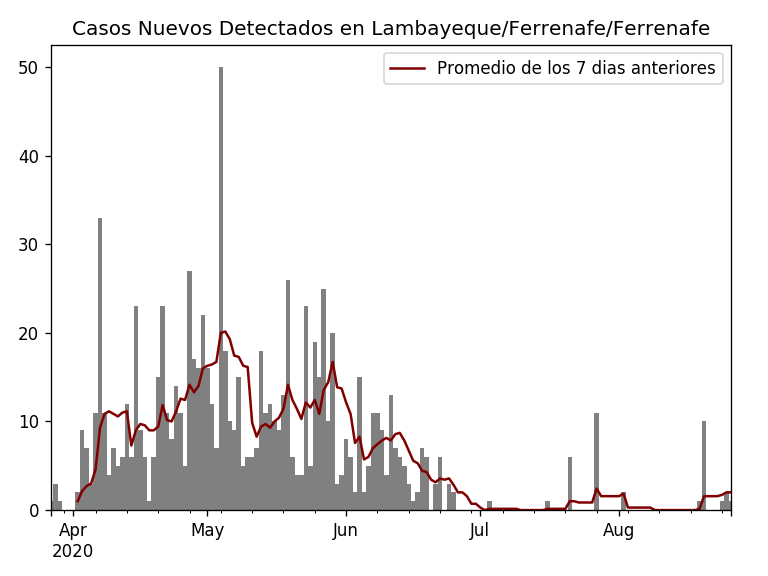 Casos Nuevos Detectados en Lambayeque/Ferrenafe/Ferrenafe
Promedio de los 7 dias anteriores
50
40
30
20
10
0
Apr May Jun Jul Aug
2020